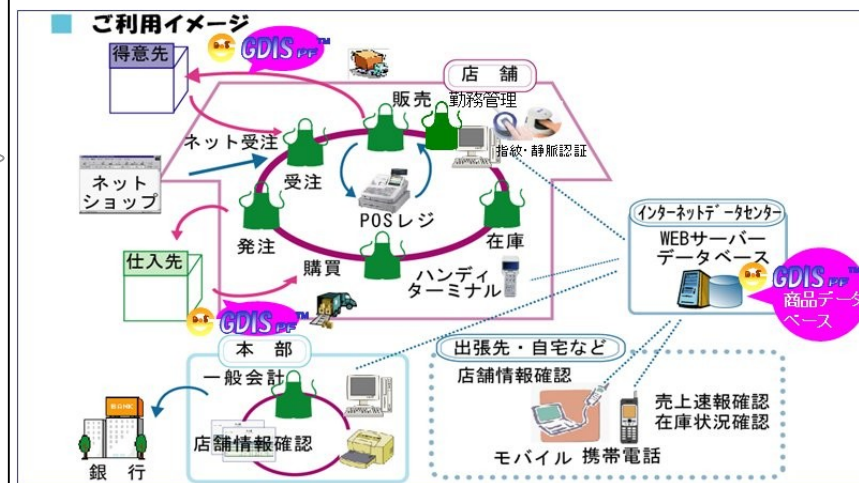 ご利用イメージ
得意先
GDIS PF™
店舗
販売
勤務管理
ネット受注
指紋・静脈認証
受注
ネット
ショップ
POSレジ
発注
在庫
インターネットデータセンター
WEBサーバー
データベース
仕入先
購買
ハンディ
ターミナル
GDIS PF™
商品データ
ベース
GDIS PF™
本部
出張先・自宅など
一般会計
店舗情報確認
売上速報確認
在庫状況確認
店舗情報確認
モバイル
携帯電話
銀行